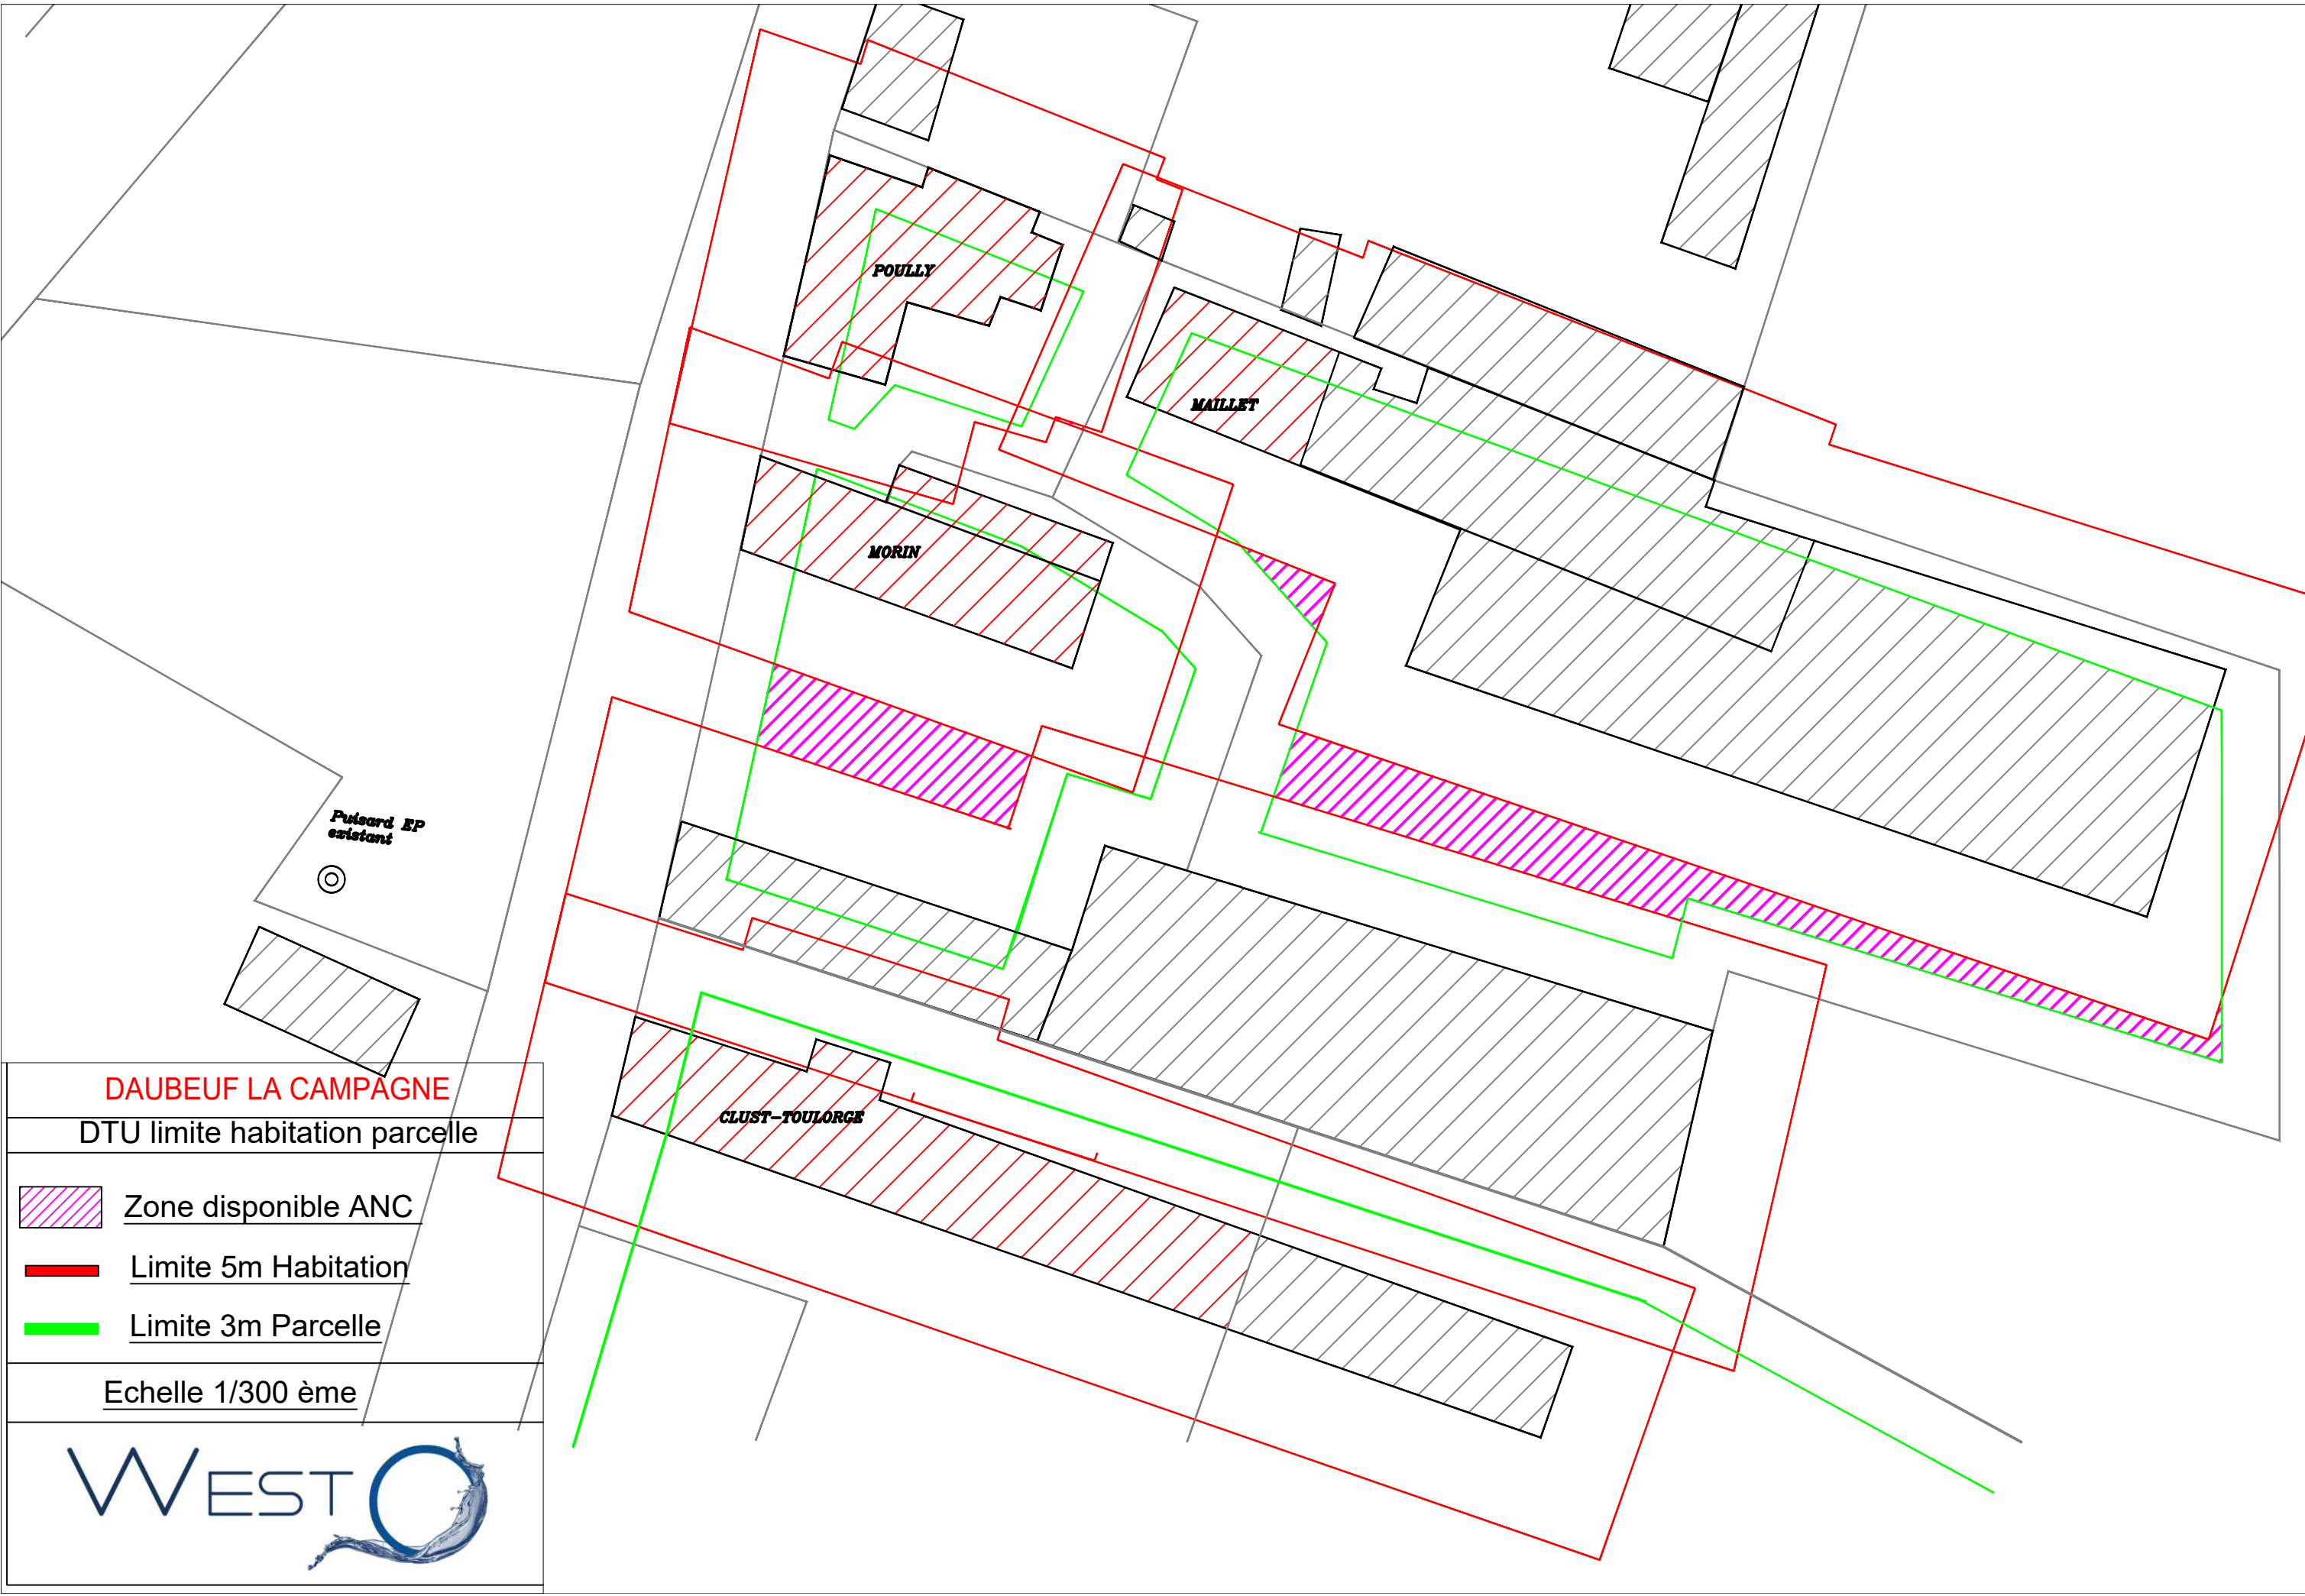 POULLY
MAILLET
MORIN
Puisard EP
existant
CLUST-TOULORGE
DAUBEUF LA CAMPAGNE
DTU limite habitation parcelle
Zone disponible ANC
Limite 5m Habitation
Limite 3m Parcelle
Echelle 1/300 ème
WEST Q